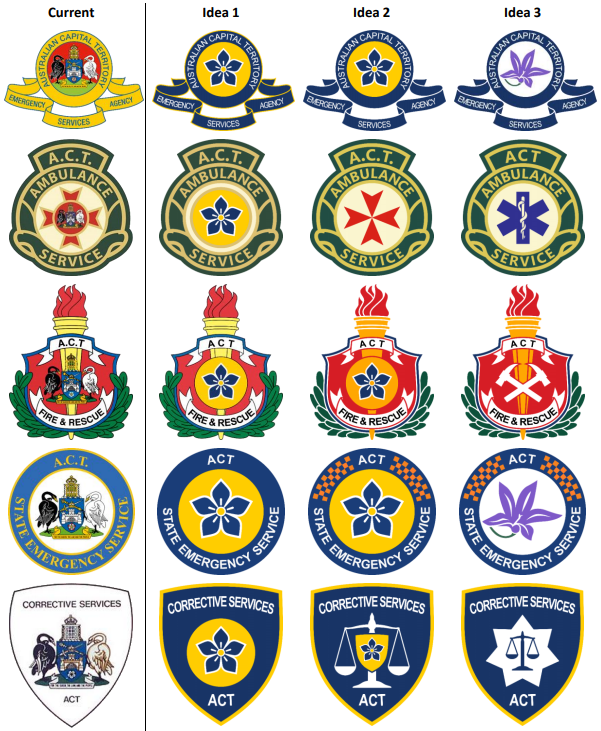 Current Idea 1 Idea 2 Idea 3
AUSTRALIAN CAPITAL TERRITORY
EMERGENCY SERVICES AGENCY
AUSTRALIAN CAPITAL TERRITORY
EMERGENCY SERVICES AGENCY
AUSTRALIAN CAPITAL TERRITORY
EMERGENCY SERVICES AGENCY
AUSTRALIAN CAPITAL TERRITORY
EMERGENCY SERVICES AGENCY
A.C.T.
AMBULANCE
SERVICE
A.C.T.
AMBULANCE
SERVICE
A.C.T.
AMBULANCE
SERVICE
ACT
AMBULANCE
SERVICE
A.C.T
FIRE & RESCUE
ACT
FIRE & RESCUE
ACT
FIRE & RESCUE
ACT
FIRE & RESCUE
A.C.T.
STATE EMERGENCY SERVICE
ACT
STATE EMERGENCY SERVICE
ACT
STATE EMERGENCY SERVICE
ACT
STATE EMERGENCY SERVICE
CORRECTIVE SERVICES
ACT
CORRECTIVE SERVICES
ACT
CORRECTIVE SERVICES
ACT
CORRECTIVE SERVICES
ACT